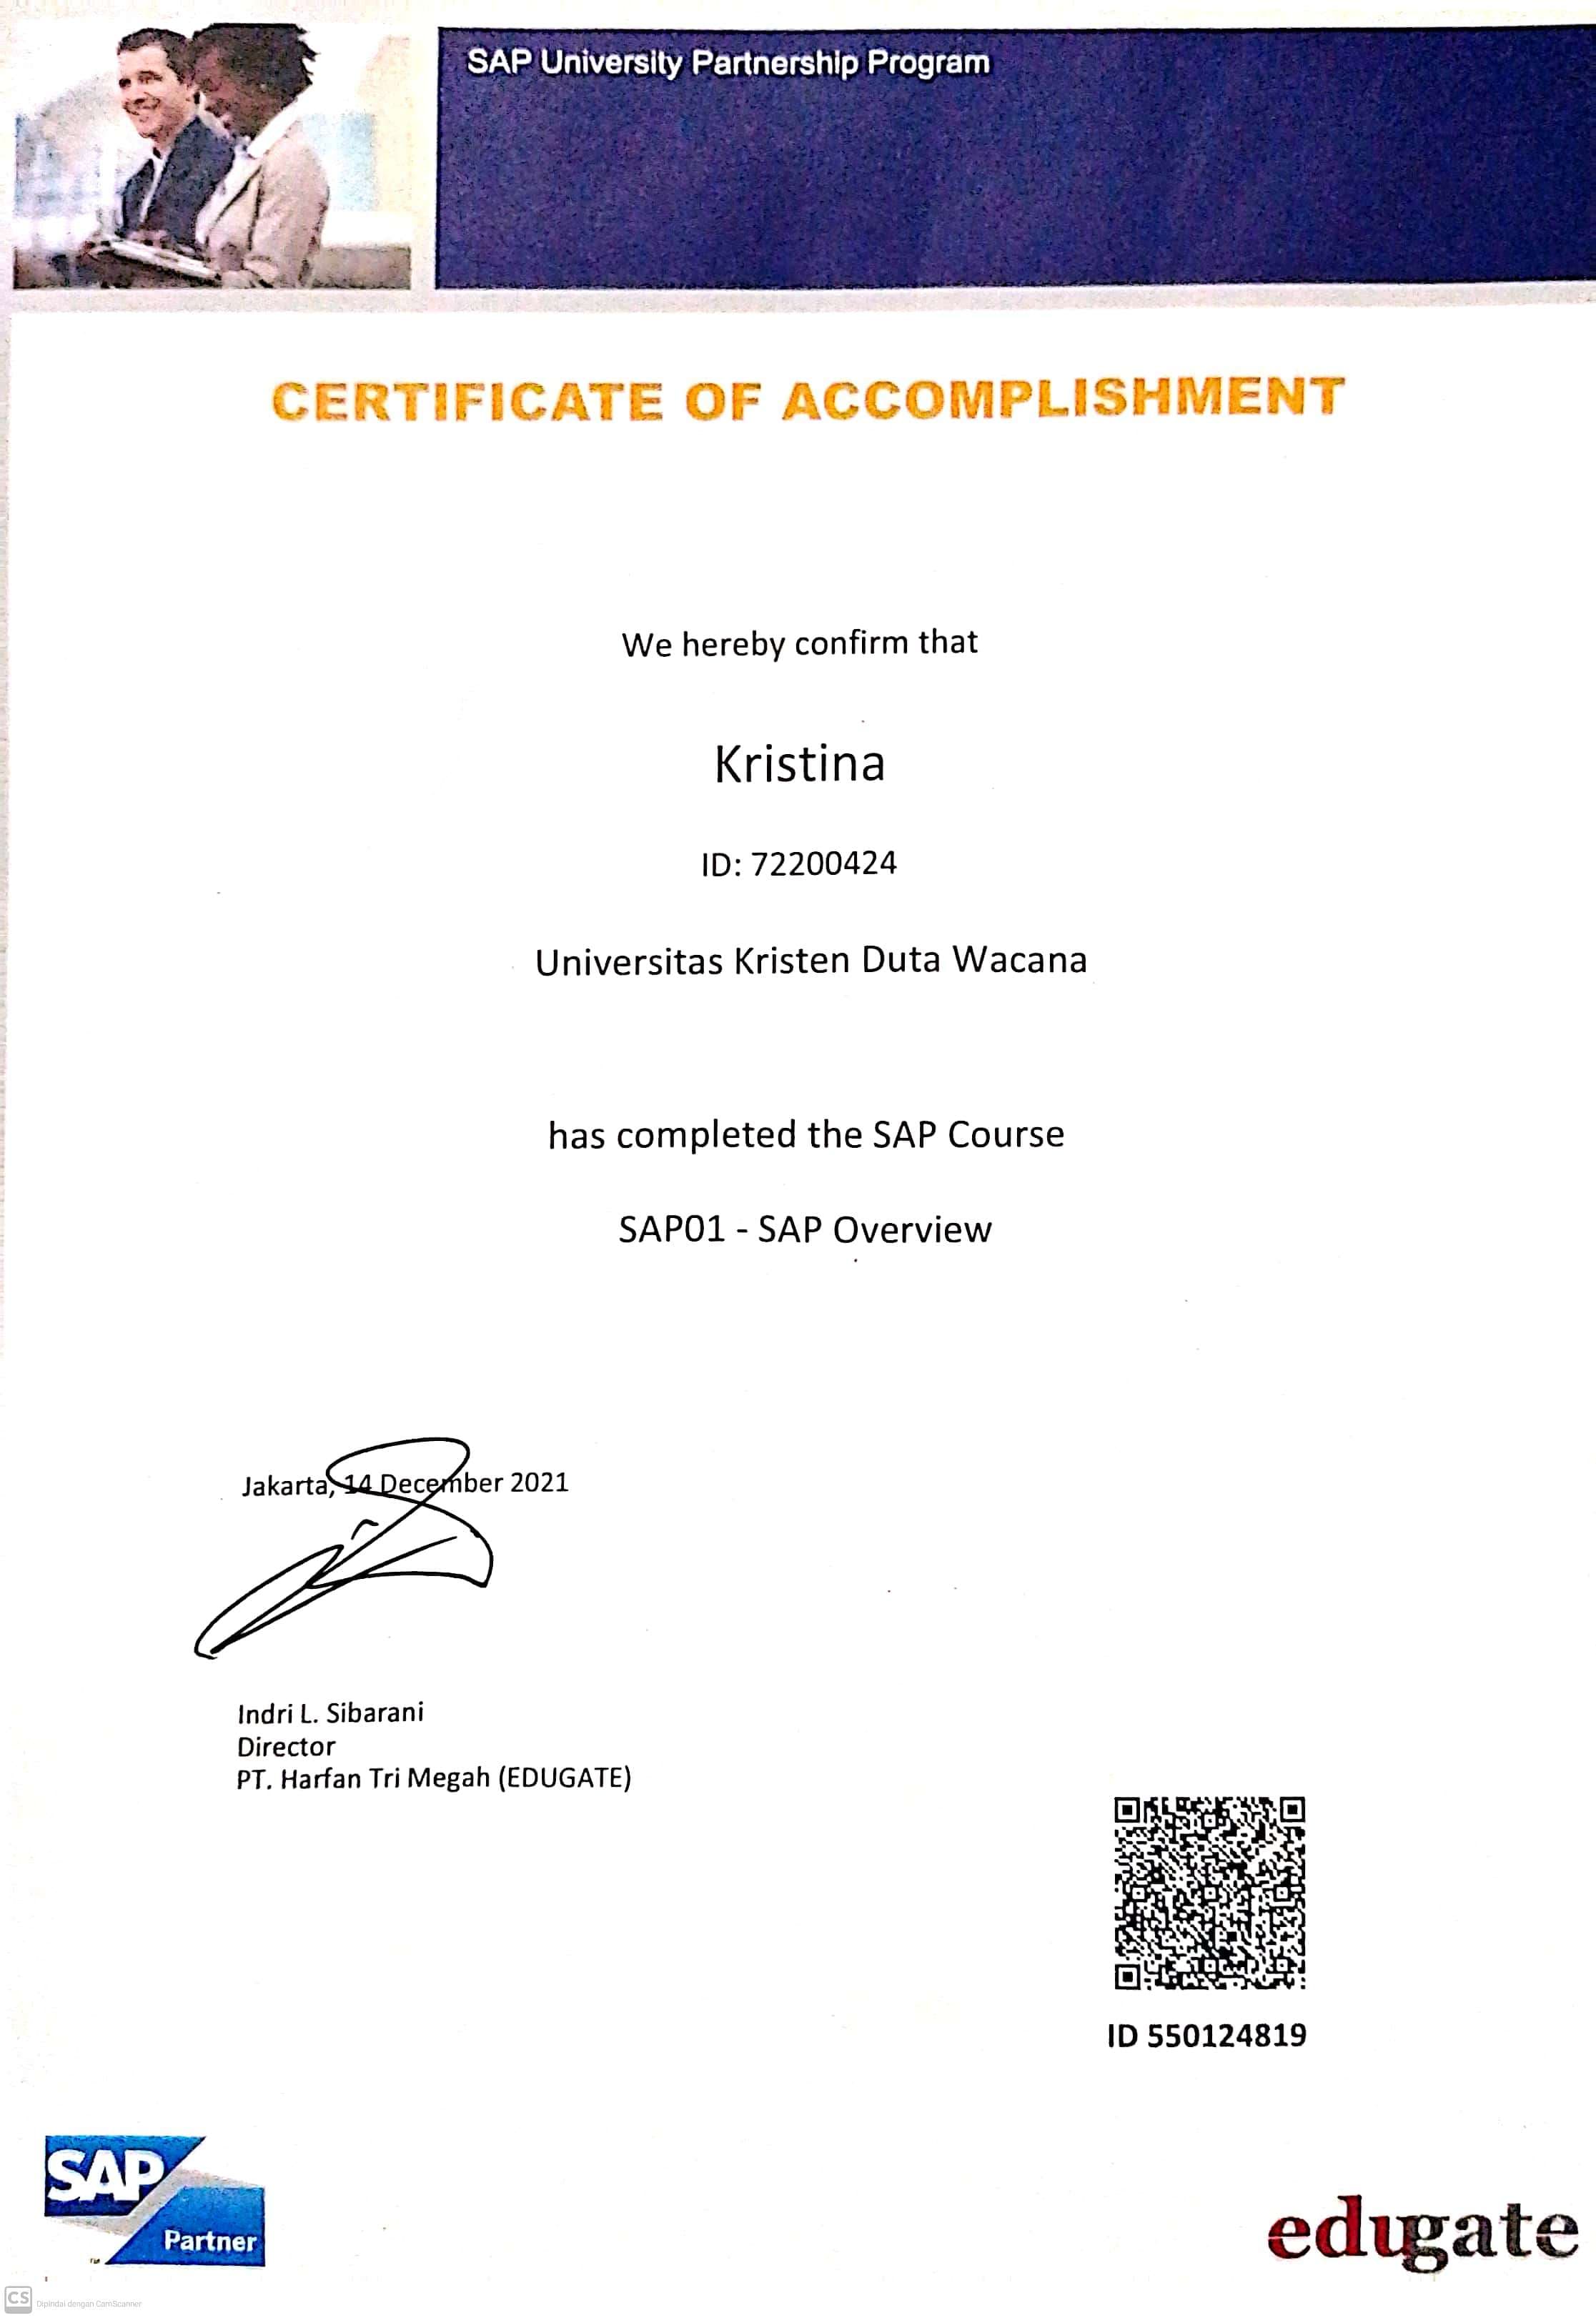 SAP University Partnership Program
CERTIFICATE OF ACCOMPLISHMENT
We hereby confirm that
Kristina
ID: 72200424
Universitas Kristen Duta Wacana
has completed the SAP Course
SAP01 - SAP Overview
Jakarta, 14 December 2021
Indri L. Sibarani
Director
PT. Harfan Tri Megah (EDUGATE)
ID 550124819
SAP
Partner
TM
edugate
CS Dipindai dengan CamScanner